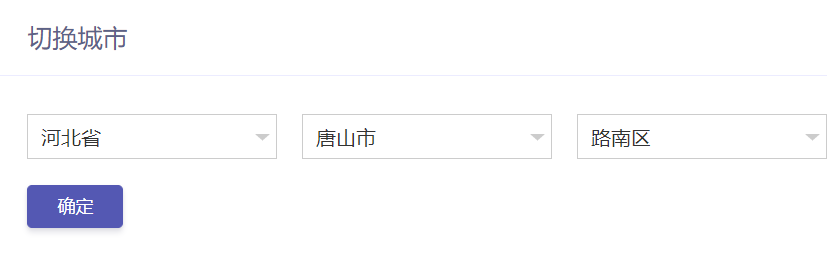 切换城市
河北省 唐山市 路南区
确定